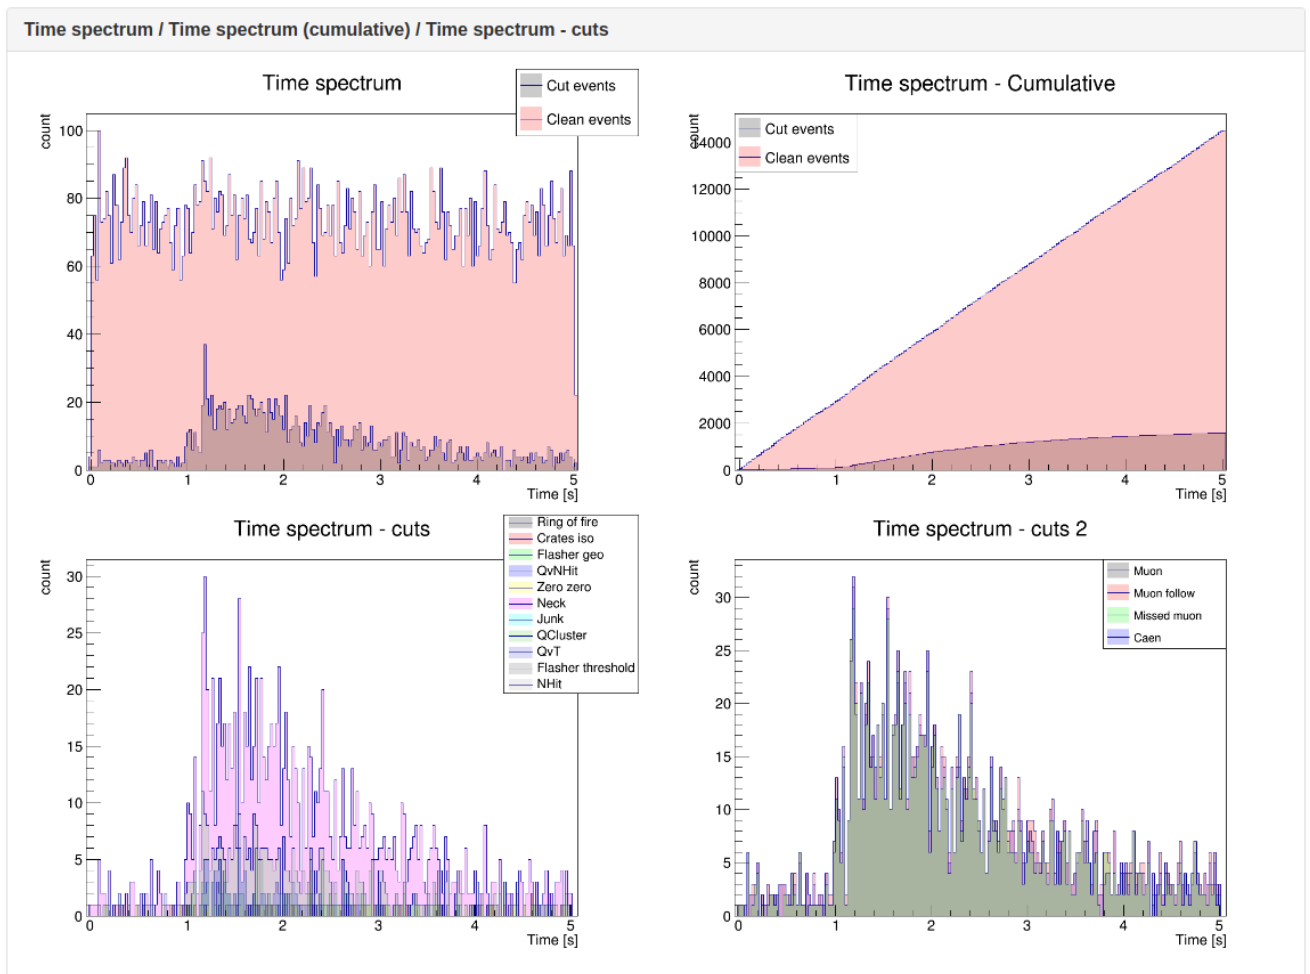 Time spectrum / Time spectrum (cumulative) / Time spectrum - cuts
Time spectrum
Cut events
Clean events
count
100
80
60
40
20
0
0 1 2 3 4 5
Time [s]
Time spectrum - Cumulative
Cut events
Clean events
count
14000
12000
10000
8000
6000
4000
2000
0
0 1 2 3 4 5
Time [s]
Time spectrum - cuts
Ring of fire
Crates iso
Flasher geo
QvNHit
Zero zero
Neck
Junk
QCluster
QvT
Flasher threshold
NHit
count
30
25
20
15
10
5
0
0 1 2 3 4 5
Time [s]
Time spectrum - cuts 2
Muon
Muon follow
Missed muon
Caen
count
30
25
20
15
10
5
0
0 1 2 3 4 5
Time [s]